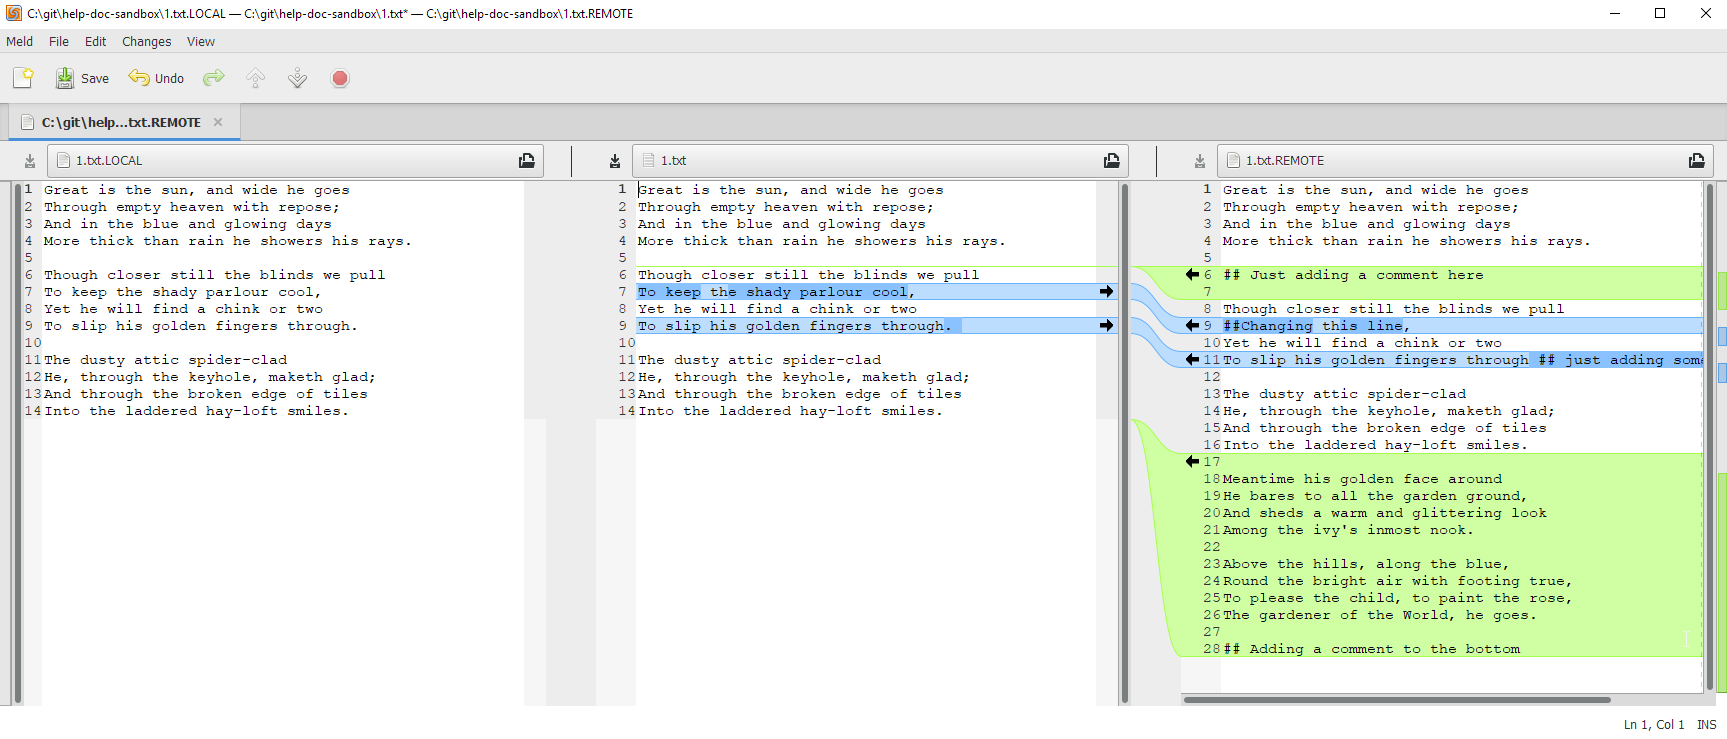 C:\git\help-doc-sandbox\1.txt.LOCAL — C:\git\help-doc-sandbox\1.txt* — C:\git\help-doc-sandbox\1.txt.REMOTE
Meld File Edit Changes View
Save Undo
C:\git\help...txt.REMOTE
1.txt.LOCAL
1 Great is the sun, and wide he goes
2 Through empty heaven with repose;
3 And in the blue and glowing days
4 More thick than rain he showers his rays.
5
6 Though closer still the blinds we pull
7 To keep the shady parlour cool,
8 Yet he will find a chink or two
9 To slip his golden fingers through.
10
11 The dusty attic spider-clad
12 He, through the keyhole, maketh glad;
13 And through the broken edge of tiles
14 Into the laddered hay-loft smiles.
1.txt
1 Great is the sun, and wide he goes
2 Through empty heaven with repose;
3 And in the blue and glowing days
4 More thick than rain he showers his rays.
5
6 Though closer still the blinds we pull
7 To keep the shady parlour cool,
8 Yet he will find a chink or two
9 To slip his golden fingers through.
10
11 The dusty attic spider-clad
12 He, through the keyhole, maketh glad;
13 And through the broken edge of tiles
14 Into the laddered hay-loft smiles.
1.txt.REMOTE
1 Great is the sun, and wide he goes
2 Through empty heaven with repose;
3 And in the blue and glowing days
4 More thick than rain he showers his rays.
5
6 ## Just adding a comment here
7
8 Though closer still the blinds we pull
9 ##Changing this line,
10 Yet he will find a chink or two
11 To slip his golden fingers through ## just adding som
12
13 The dusty attic spider-clad
14 He, through the keyhole, maketh glad;
15 And through the broken edge of tiles
16 Into the laddered hay-loft smiles.
17
18 Meantime his golden face around
19 He bares to all the garden ground,
20 And sheds a warm and glittering look
21 Among the ivy's inmost nook.
22
23 Above the hills, along the blue,
24 Round the bright air with footing true,
25 To please the child, to paint the rose,
26 The gardener of the World, he goes.
27
28 ## Adding a comment to the bottom
Ln 1, Col 1 INS